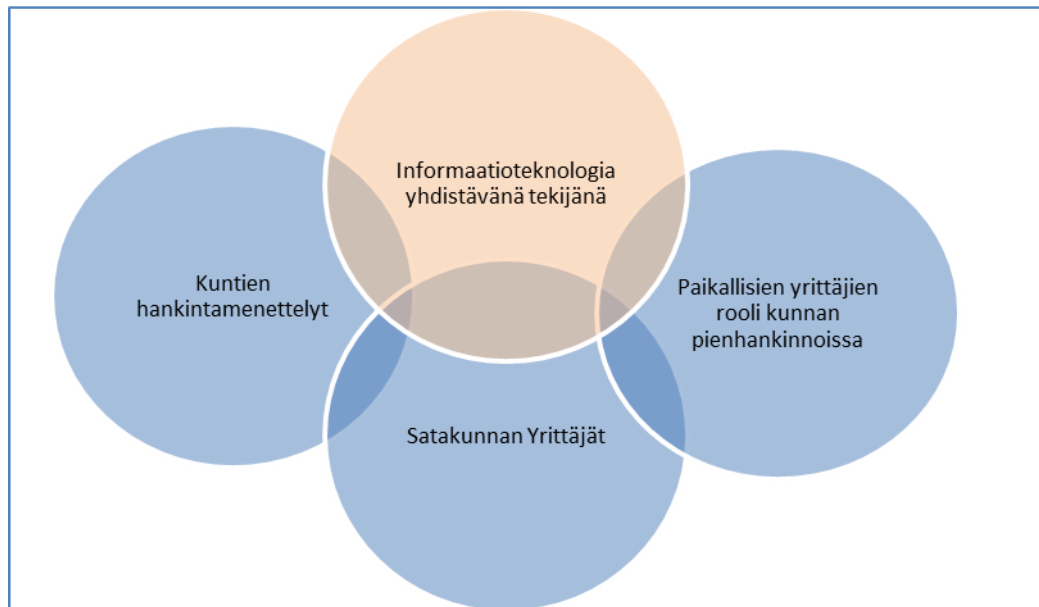 Informaatioteknologia
yhdistävänä tekijänä
Kuntien
hankintamenettelyt
Paikallisien yrittäjien
rooli kunnan
pienhankinnoissa
Satakunnan Yrittäjät